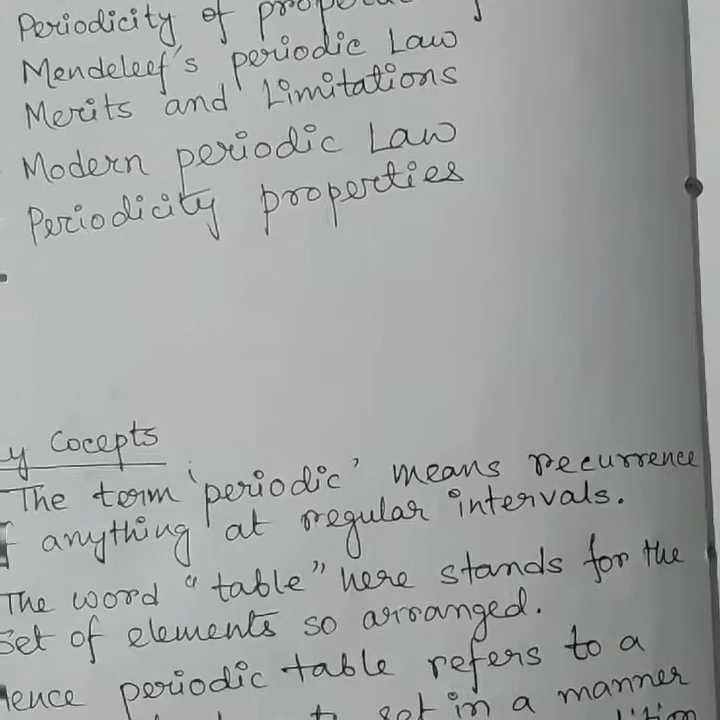 Periodicity of
Mendeleef's periodic Law
Merits and Limitations
Modern periodic Law
Periodicity properties
y Cocepts
The term 'periodic' means recurrence
f anything at regular intervals.
The word "table" here stands for the
set of elements so arranged.
ence periodic table refers to a
set in a manner